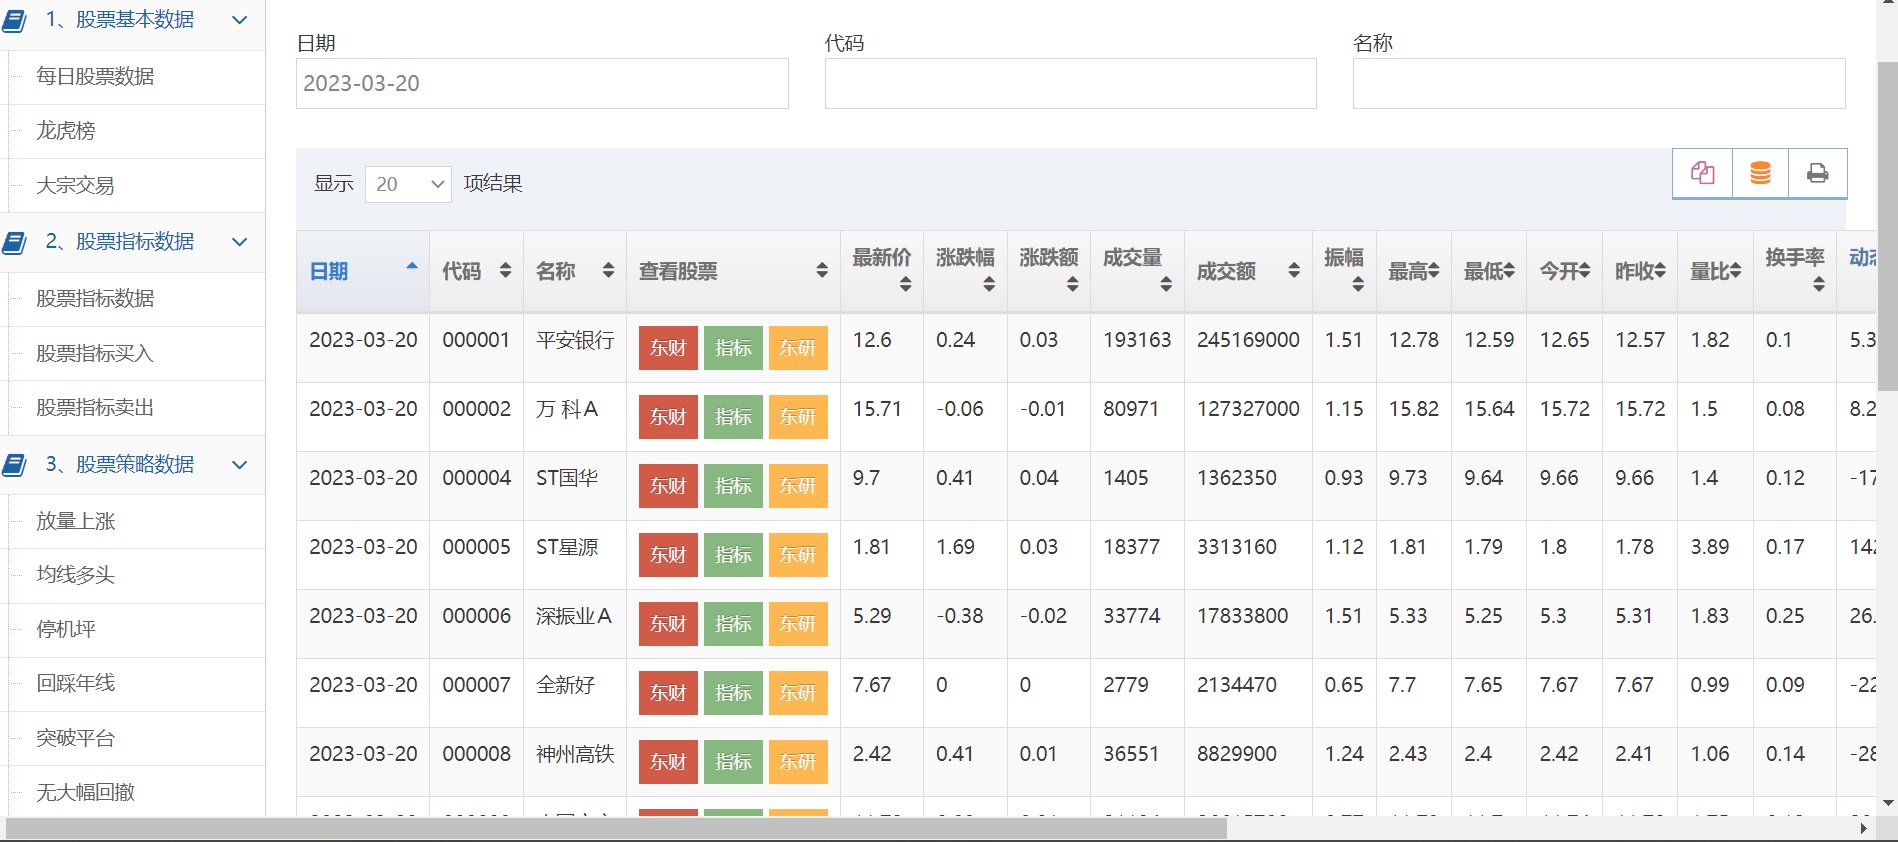 1、股票基本数据
每日股票数据
龙虎榜
大宗交易
2、股票指标数据
股票指标数据
股票指标买入
股票指标卖出
3、股票策略数据
放量上涨
均线多头
停机坪
回踩年线
突破平台
无大幅回撤
日期 代码 名称
2023-03-20
显示 20 项结果
日期 代码 名称 查看股票 最新价 涨跌幅 涨跌额 成交量 成交额 振幅 最高 最低 今开 昨收 量比 换手率 动
2023-03-20 000001 平安银行 东财 指标 东研 12.6 0.24 0.03 193163 245169000 1.51 12.78 12.59 12.65 12.57 1.82 0.1 5.3
2023-03-20 000002 万 科A 东财 指标 东研 15.71 -0.06 -0.01 80971 127327000 1.15 15.82 15.64 15.72 15.72 1.5 0.08 8.2
2023-03-20 000004 ST国华 东财 指标 东研 9.7 0.41 0.04 1405 1362350 0.93 9.73 9.64 9.66 9.66 1.4 0.12 -17
2023-03-20 000005 ST星源 东财 指标 东研 1.81 1.69 0.03 18377 3313160 1.12 1.81 1.79 1.8 1.78 3.89 0.17 142
2023-03-20 000006 深振业A 东财 指标 东研 5.29 -0.38 -0.02 33774 17833800 1.51 5.33 5.25 5.3 5.31 1.83 0.25 26.
2023-03-20 000007 全新好 东财 指标 东研 7.67 0 0 2779 2134470 0.65 7.7 7.65 7.67 7.67 0.99 0.09 -22
2023-03-20 000008 神州高铁 东财 指标 东研 2.42 0.41 0.01 36551 8829900 1.24 2.43 2.4 2.42 2.41 1.06 0.14 -28